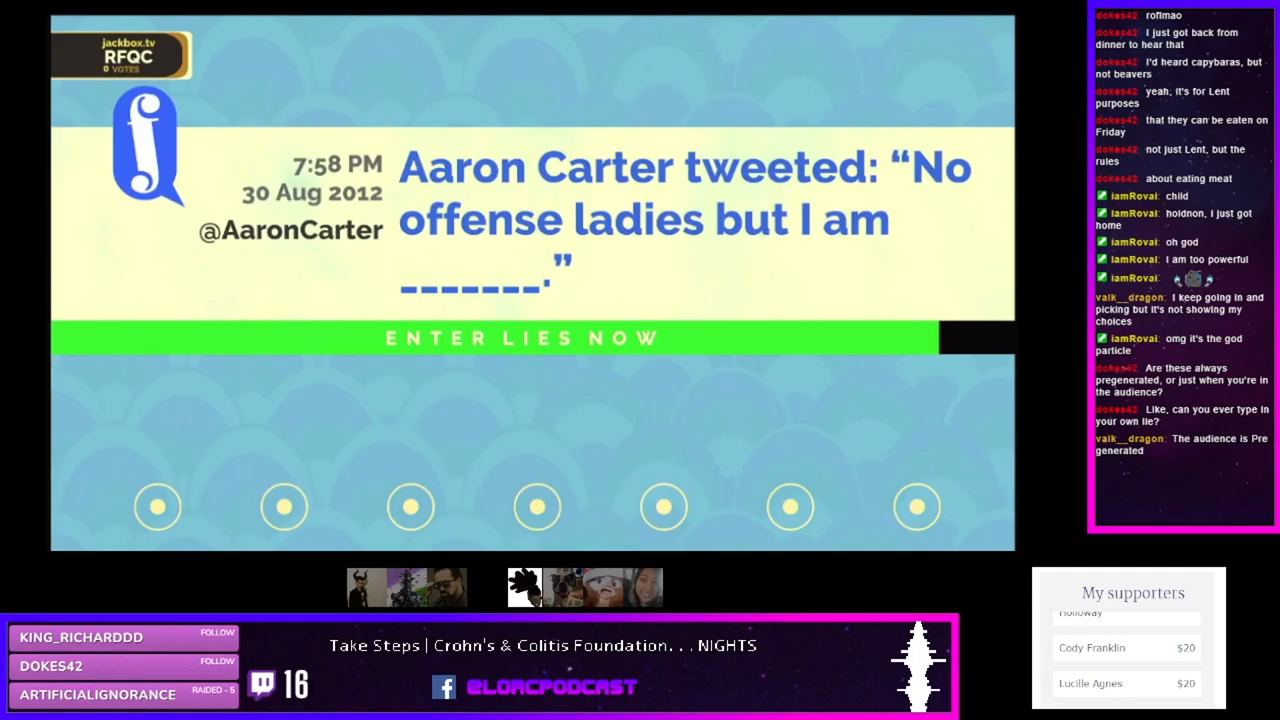 jackbox.tv
RFQC
0 VOTES
7:58 PM
30 Aug 2012
@AaronCarter
Aaron Carter tweeted: “No
offense ladies but I am
_______.”
ENTER LIES NOW
dokes42 roflmao
dokes42 I just got back from
dinner to hear that
dokes42 I'd heard capybaras, but
not beavers
dokes42 yeah, it's for Lent
purposes
dokes42 that they can be eaten on
Friday
dokes42 not just Lent, but the
rules
dokes42 about eating meat
iamRovai: child
iamRovai: holdnon, I just got
home
iamRovai: oh god
iamRovai: I am too powerful
iamRovai:
valk__dragon: I keep going in and
picking but it's not showing my
choices
iamRovai: omg it's the god
particle
dokes42 Are these always
pregenerated, or just when you're in
the audience?
dokes42 Like, can you ever type in
your own lie?
valk__dragon: The audience is Pre
generated
My supporters
Holloway
Cody Franklin $20
Lucille Agnes $20
KING_RICHARDDD FOLLOW
DOKES42 FOLLOW
ARTIFICIALIGNORANCE RAIDED - 5
16
Take Steps | Crohn's & Colitis Foundation. . . NIGHTS
@LORCPODCAST